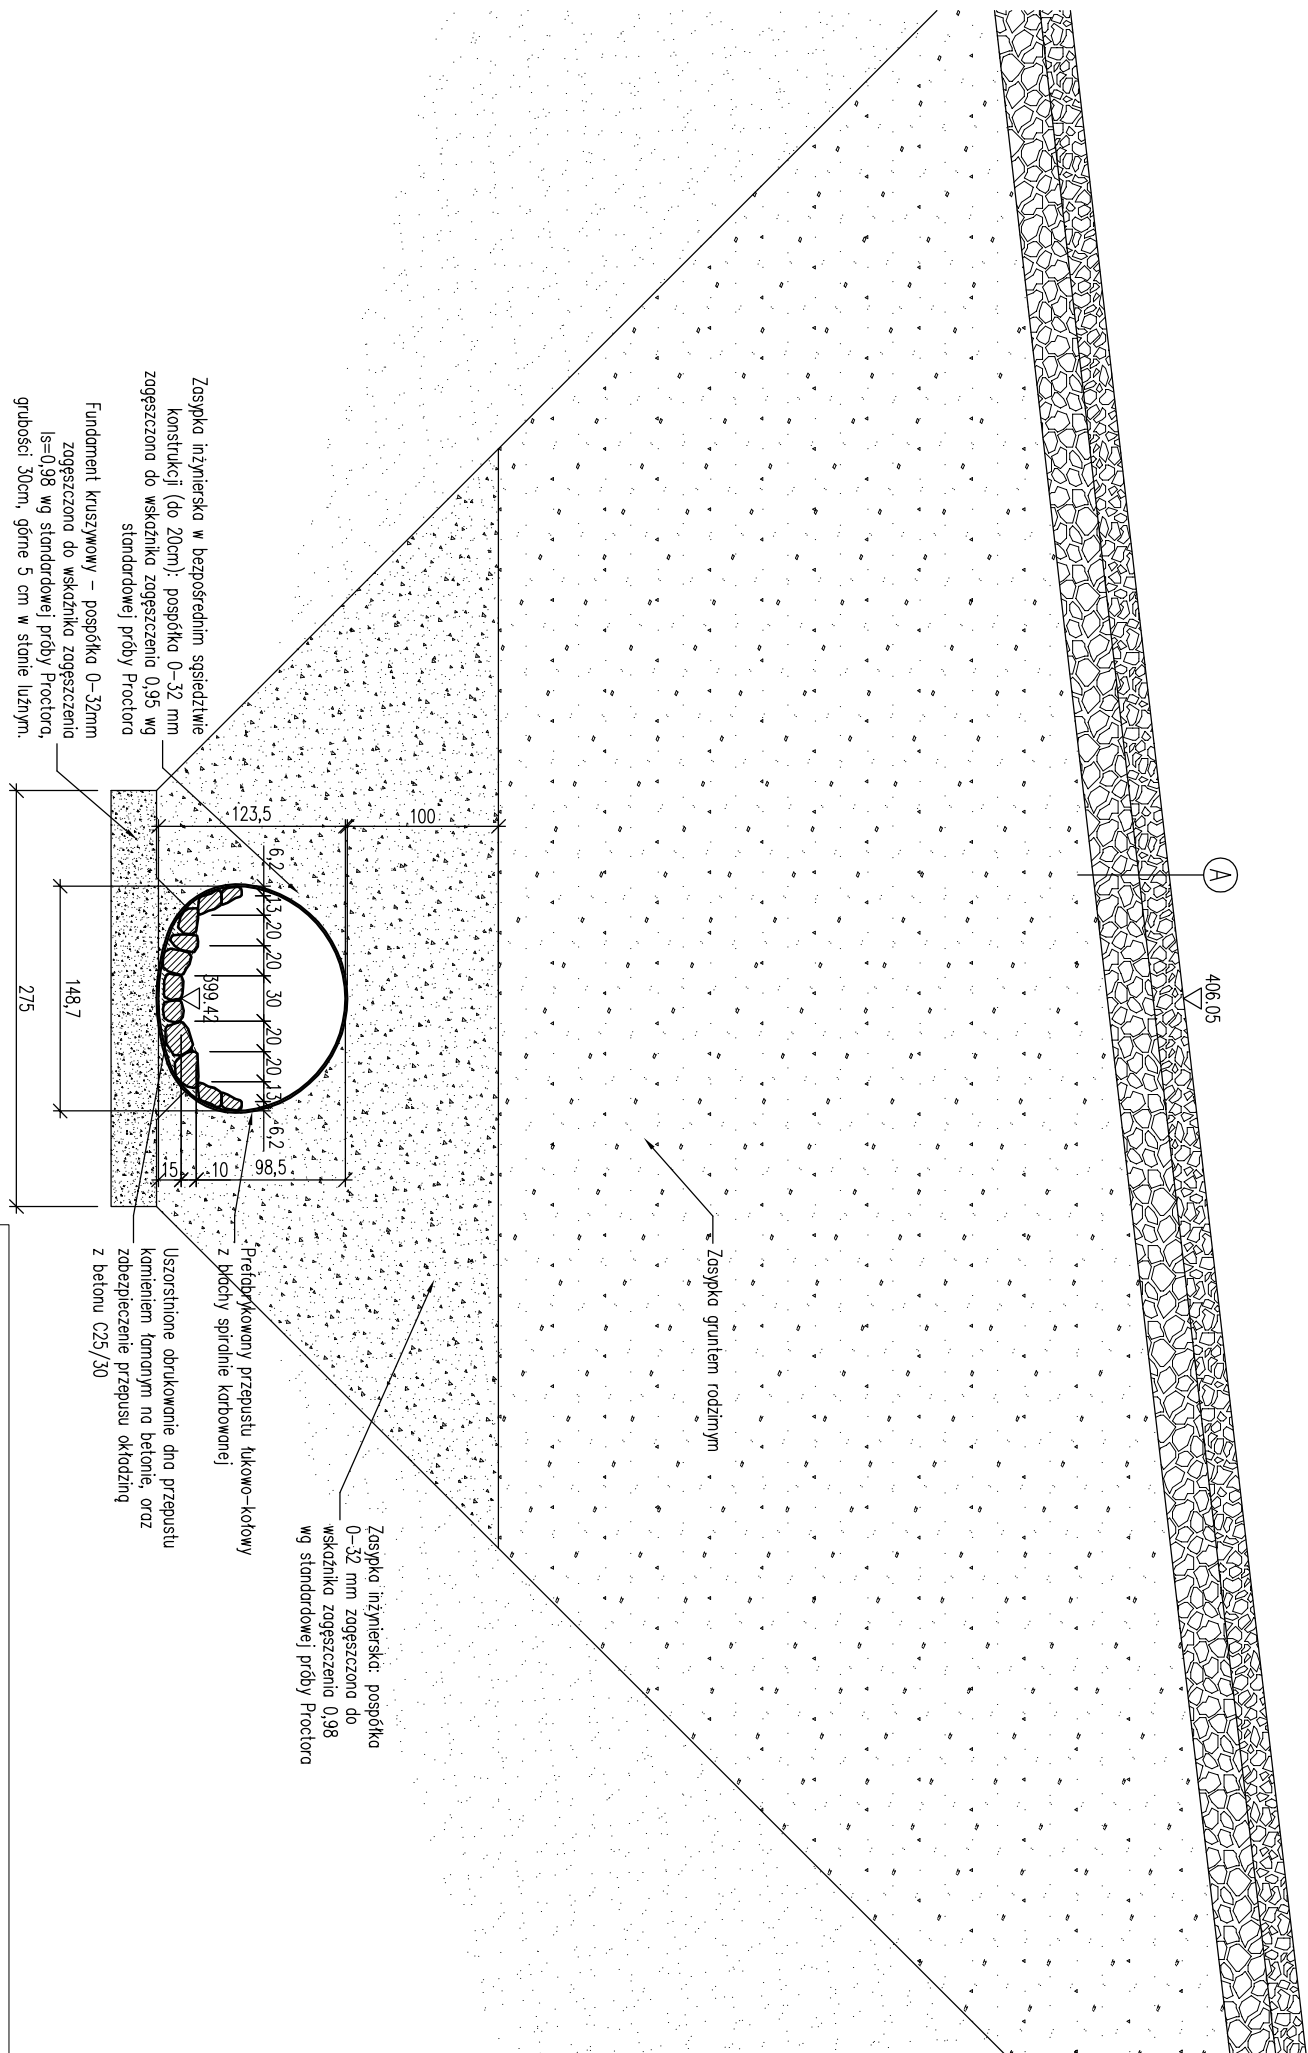 A
406.05
Zasypka gruntem rodzimym
Zasypka inżynierska: pospółka
0-32 mm zagęszczona do
wskaźnika zagęszczenia 0,98
wg standardowej próby Proctora
Zasypka inżynierska w bezpośrednim sąsiedztwie
konstrukcji (do 20cm): pospółka 0-32 mm
zagęszczona do wskaźnika zagęszczenia 0,95 wg
standardowej próby Proctora
Fundament kruszywowy - pospółka 0-32mm
zagęszczona do wskaźnika zagęszczenia
Is=0,98 wg standardowej próby Proctora,
grubości 30cm, górne 5 cm w stanie luźnym.
Prefabrykowany przepustu łukowo-kołowy
z blachy spiralnie karbowanej
Uszorstnione obrukowanie dna przepustu
kamieniem łamanym na betonie, oraz
zabezpieczenie przepusu okładziną
z betonu C25/30
100
123,5
6,2
13
20
20
30
20
20
13
6,2
399.42
98,5
10
15
148,7
275